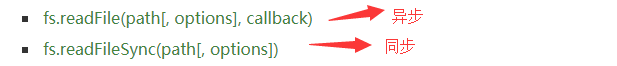 fs.readFile(path[, options], callback) 异步
fs.readFileSync(path[, options]) 同步